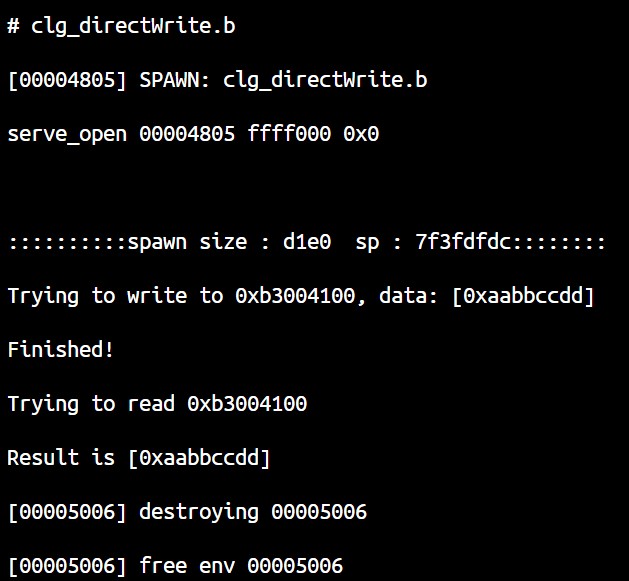 # clg_directWrite.b
[00004805] SPAWN: clg_directWrite.b
serve_open 00004805 ffff000 0x0
::::::::::spawn size : d1e0  sp : 7f3fdfdc::::::::
Trying to write to 0xb3004100, data: [0xaabbccdd]
Finished!
Trying to read 0xb3004100
Result is [0xaabbccdd]
[00005006] destroying 00005006
[00005006] free env 00005006